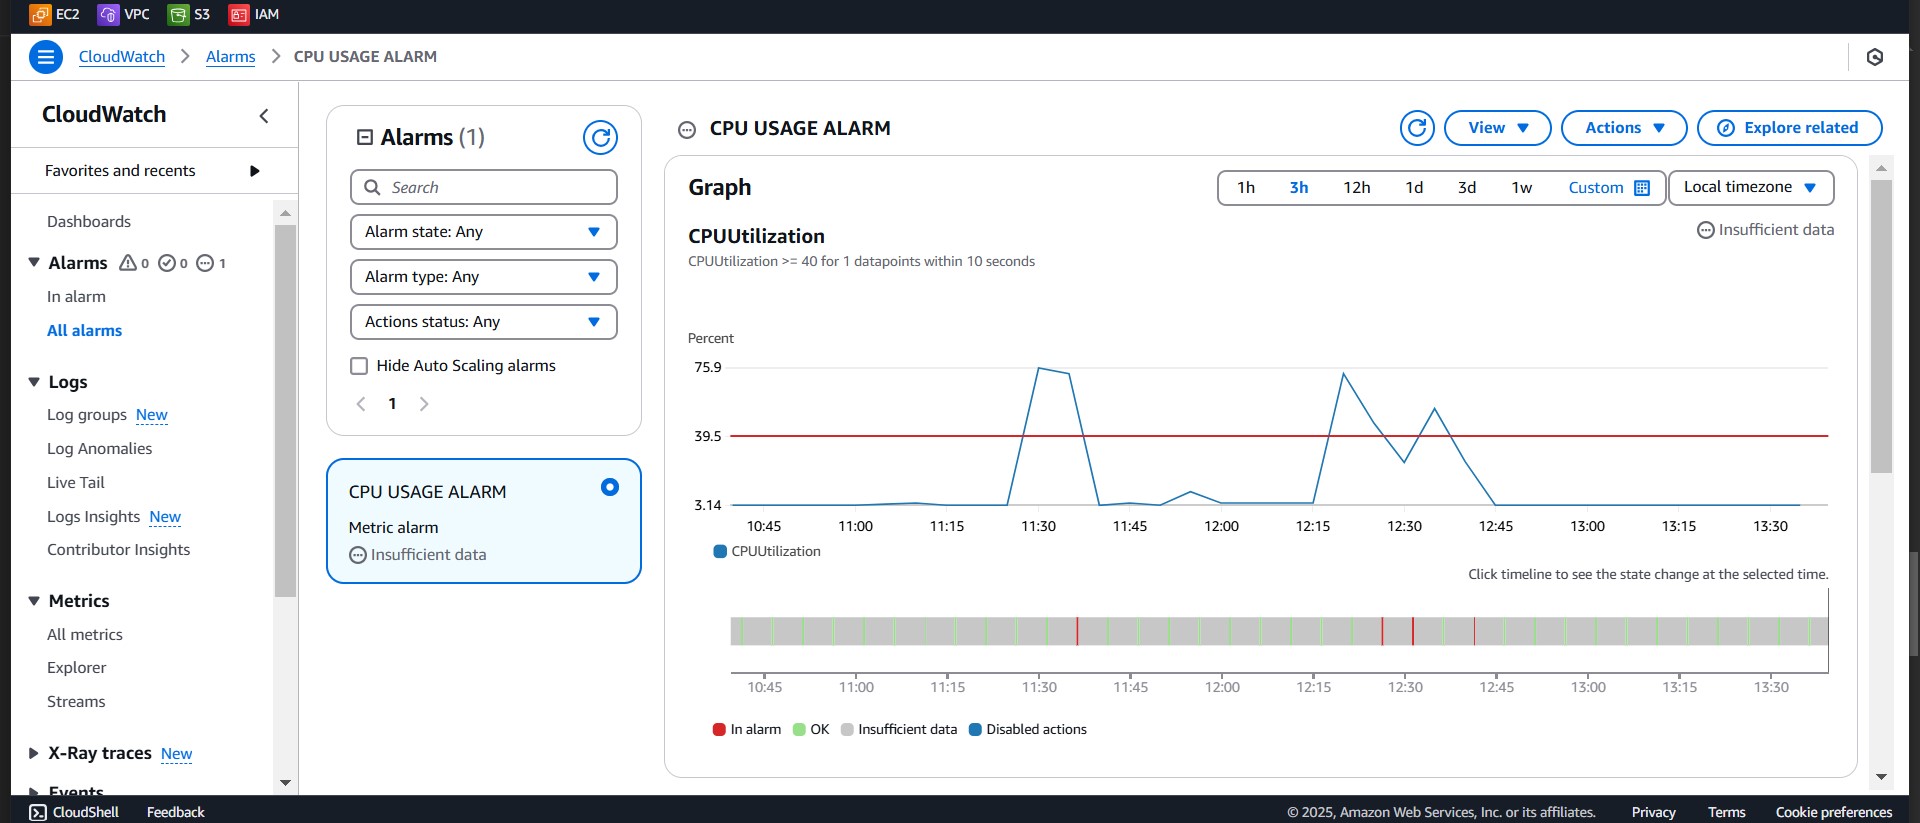 EC2 VPC S3 IAM
CloudWatch Alarms CPU USAGE ALARM
CloudWatch
Favorites and recents
Dashboards
Alarms 0 0 1
In alarm
All alarms
Logs
Log groups New
Log Anomalies
Live Tail
Logs Insights New
Contributor Insights
Metrics
All metrics
Explorer
Streams
X-Ray traces New
Events
Alarms (1)
Search
Alarm state: Any
Alarm type: Any
Actions status: Any
Hide Auto Scaling alarms
1
CPU USAGE ALARM
Metric alarm
Insufficient data
CPU USAGE ALARM
View Actions Explore related
Graph
1h 3h 12h 1d 3d 1w Custom Local timezone
Insufficient data
CPUUtilization
CPUUtilization >= 40 for 1 datapoints within 10 seconds
Percent
75.9
39.5
3.14
10:45 11:00 11:15 11:30 11:45 12:00 12:15 12:30 12:45 13:00 13:15 13:30
CPUUtilization
Click timeline to see the state change at the selected time.
10:45 11:00 11:15 11:30 11:45 12:00 12:15 12:30 12:45 13:00 13:15 13:30
In alarm OK Insufficient data Disabled actions
CloudShell Feedback © 2025, Amazon Web Services, Inc. or its affiliates. Privacy Terms Cookie preferences